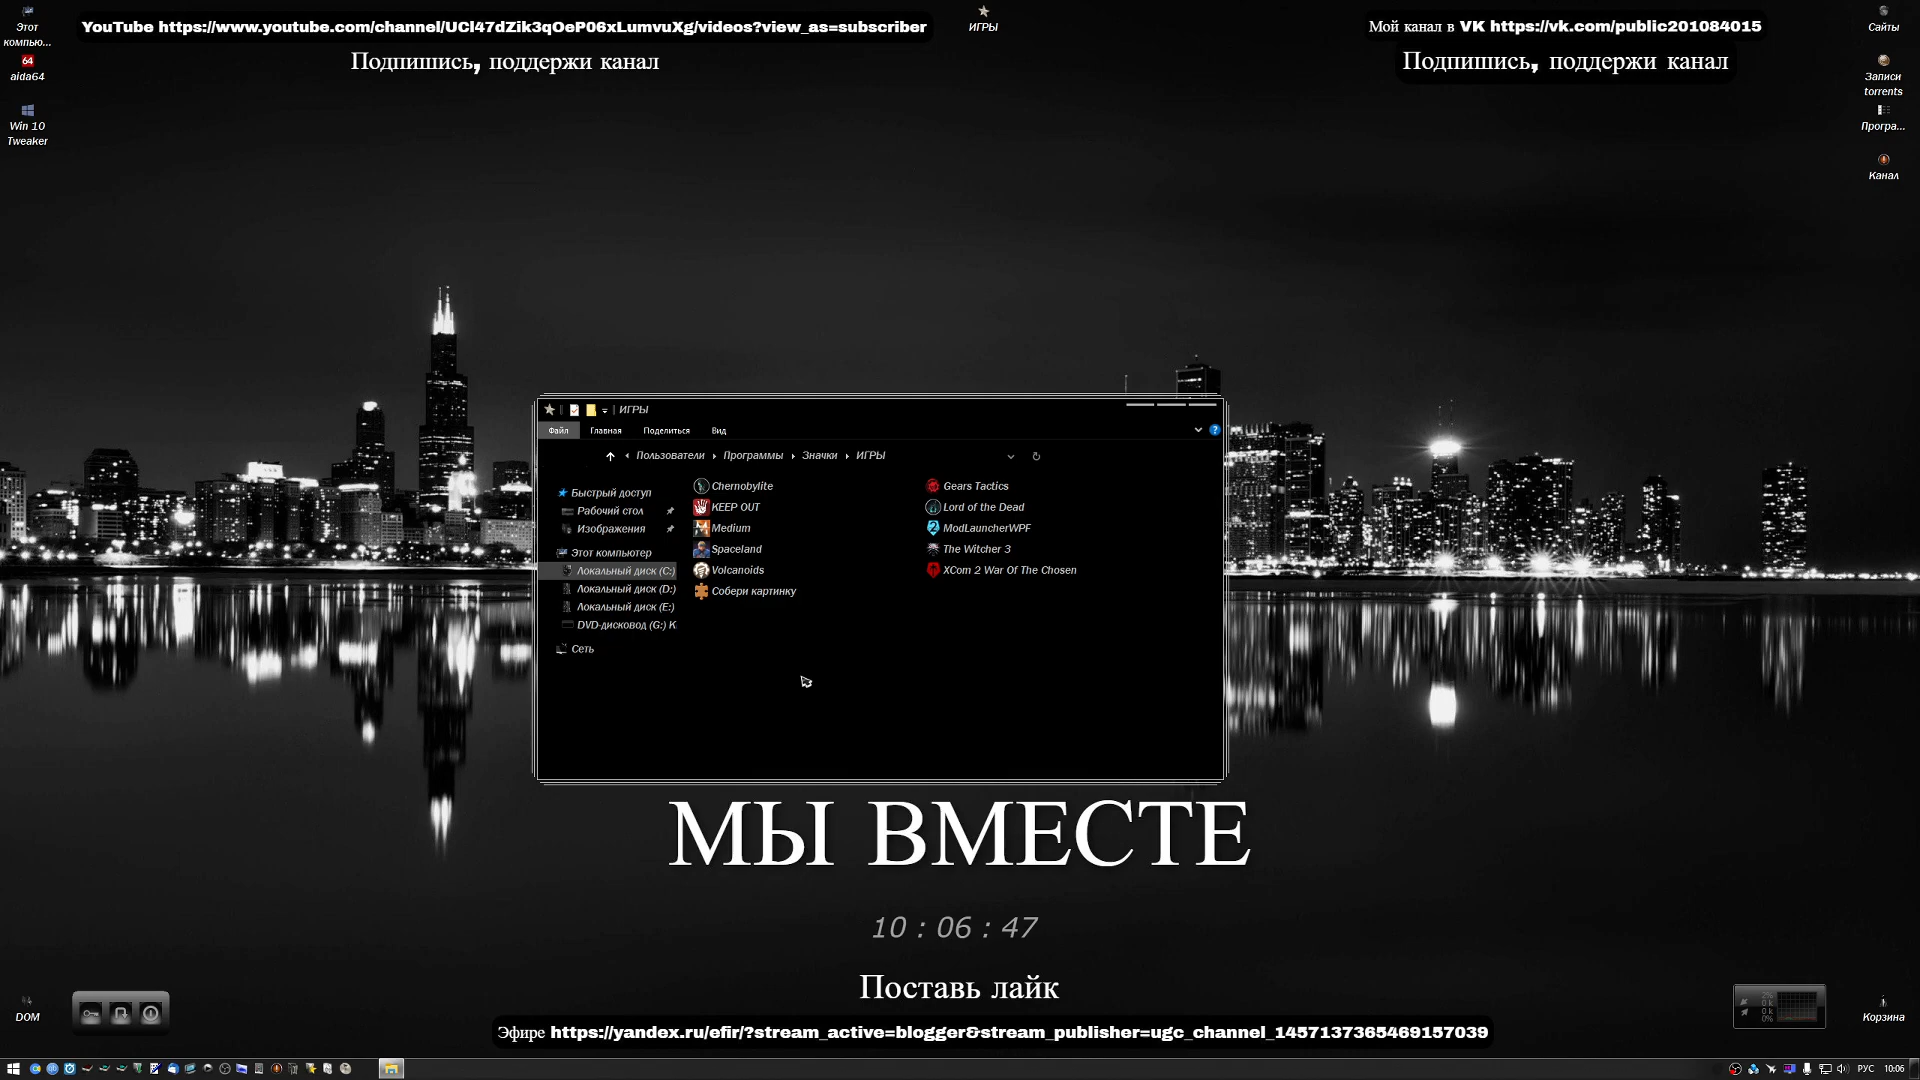 Этот компью...
YouTube https://www.youtube.com/channel/UCl47dZik3qOeP06xLumvuXg/videos?view_as=subscriber
ИГРЫ
Мой канал в VK https://vk.com/public201084015
Сайты
Подпишись, поддержи канал
Подпишись, поддержи канал
64
aida64
Записи torrents
Win 10 Tweaker
Програ...
Канал
ИГРЫ
Файл Главная Поделиться Вид
Пользователи Программы Значки ИГРЫ
Быстрый доступ
Рабочий стол
Изображения
Этот компьютер
Локальный диск (C:)
Локальный диск (D:)
Локальный диск (E:)
DVD-дисковод (G:) K
Сеть
Chernobylite
KEEP OUT
Medium
Spaceland
Volcanoids
Собери картинку
Gears Tactics
Lord of the Dead
ModLauncherWPF
The Witcher 3
XCom 2 War Of The Chosen
МЫ ВМЕСТЕ
10 : 06 : 47
Поставь лайк
DOM
2%
0 k
0 k
0%
Корзина
Эфире https://yandex.ru/efir/?stream_active=blogger&stream_publisher=ugc_channel_1457137365469157039
РУС 10:06